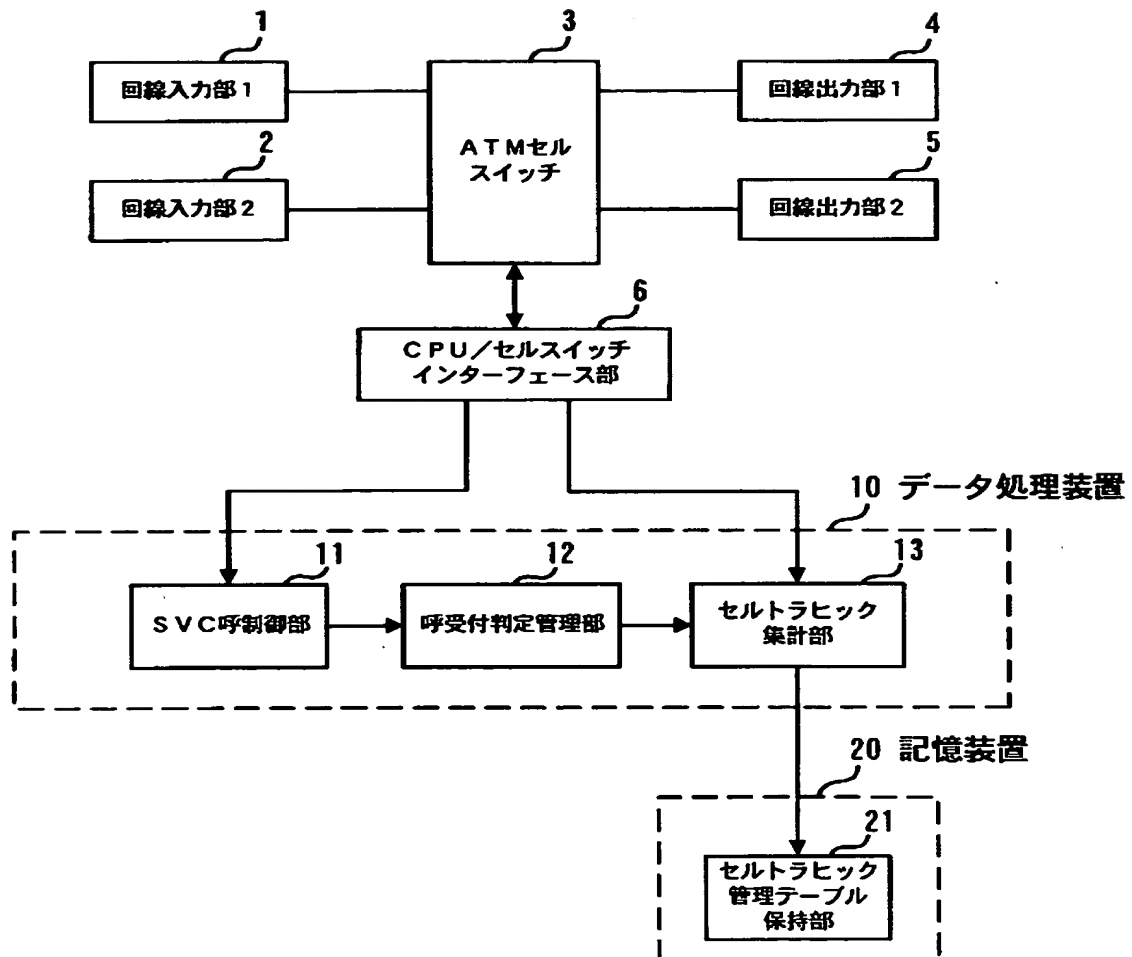 1
3
4
回線入力部1
回線出力部1
ATMセル
スイッチ
2
5
回線入力部2
回線出力部2
6
CPU/セルスイッチ
インターフェース部
10 データ処理装置
11
12
13
SVC呼制御部
呼受付判定管理部
セルトラヒック
集計部
20 記憶装置
21
セルトラヒック
管理テーブル
保持部